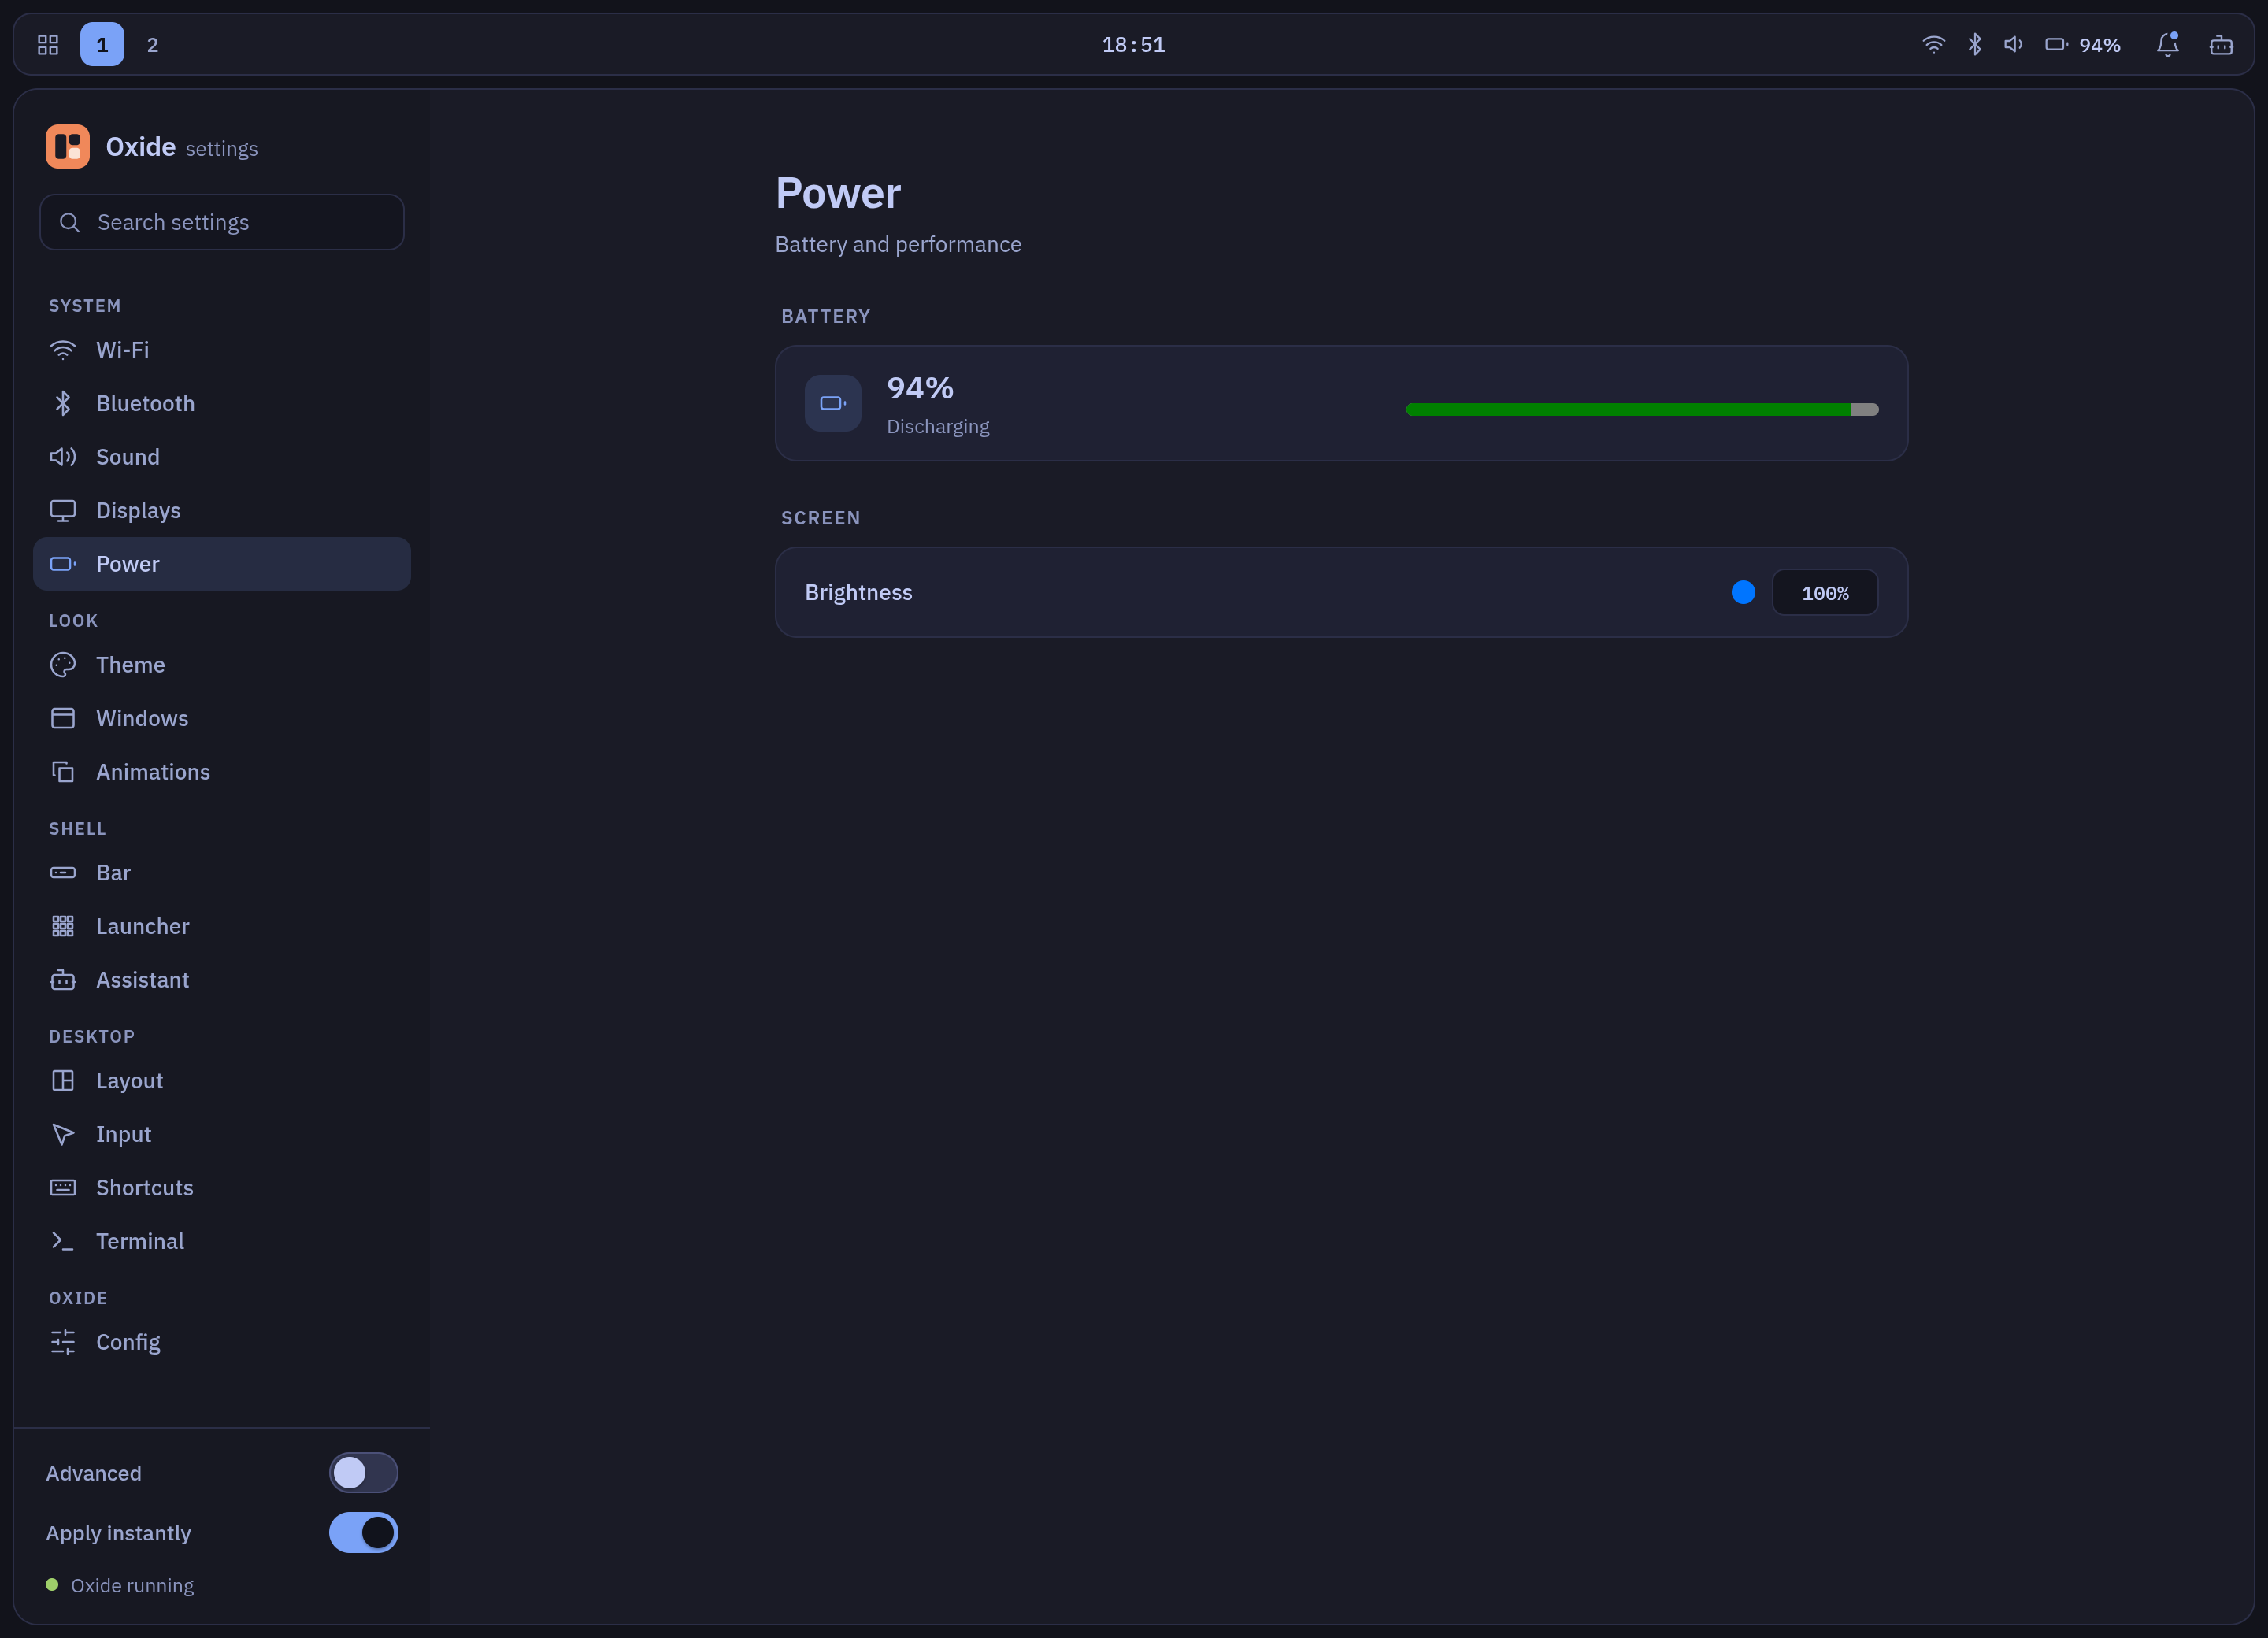 1 2 18:51 94%
Oxide settings
Search settings
SYSTEM
Wi-Fi
Bluetooth
Sound
Displays
Power
LOOK
Theme
Windows
Animations
SHELL
Bar
Launcher
Assistant
DESKTOP
Layout
Input
Shortcuts
Terminal
OXIDE
Config
Advanced
Apply instantly
Oxide running
Power
Battery and performance
BATTERY
94%
Discharging
SCREEN
Brightness 100%